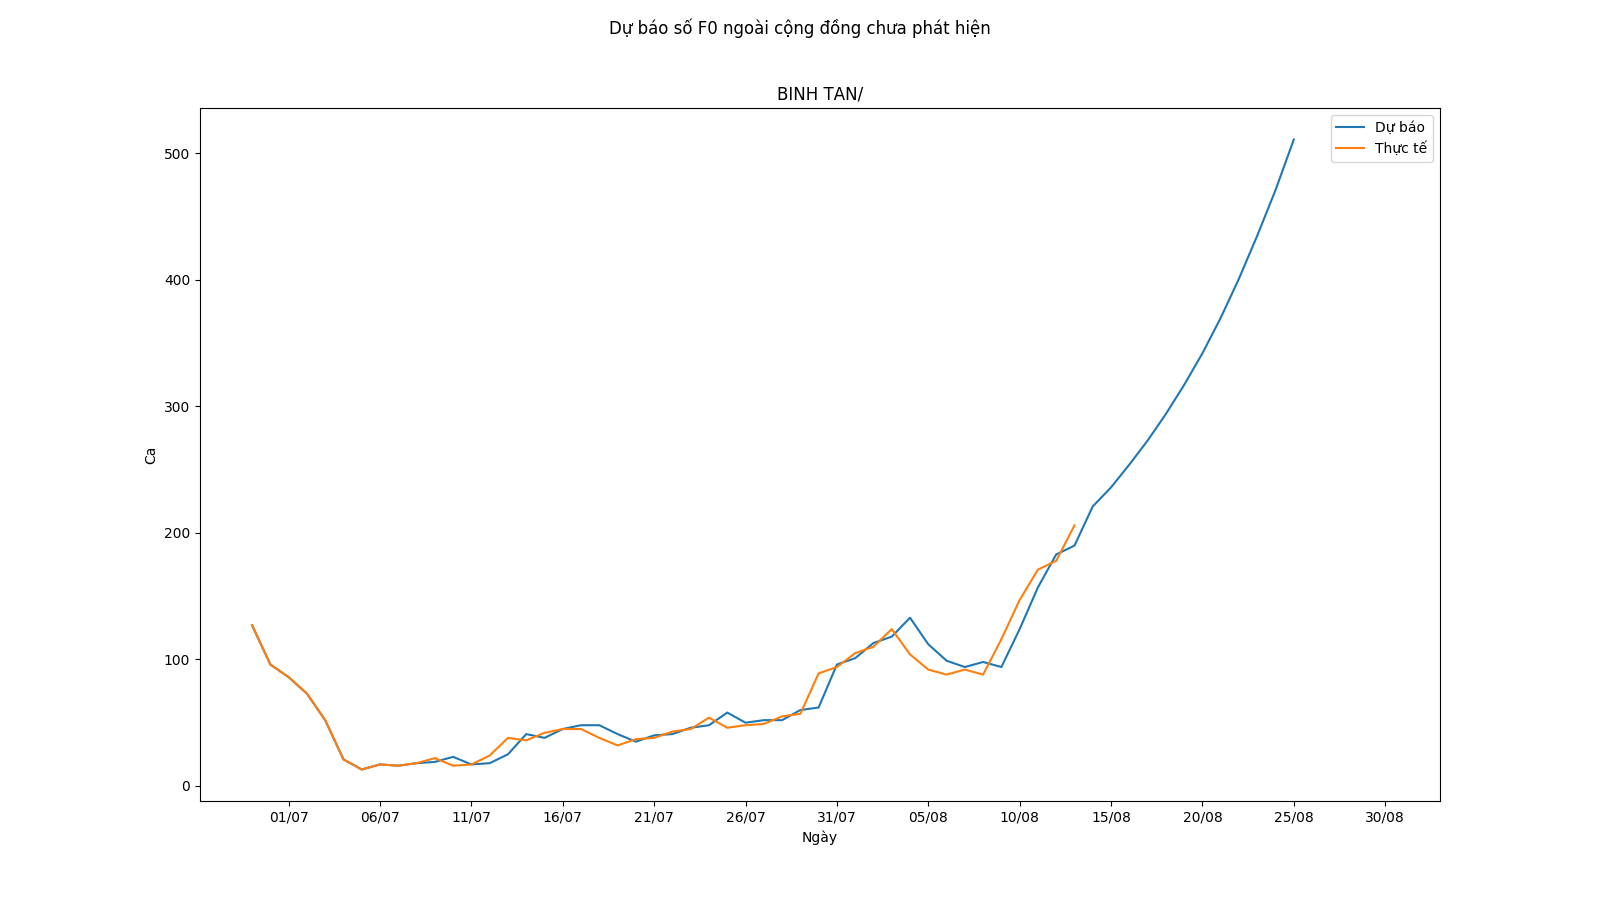 Dự báo số F0 ngoài cộng đồng chưa phát hiện
BINH TAN/
Dự báo
Thực tế
500
400
300
200
100
0
Ca
01/07 06/07 11/07 16/07 21/07 26/07 31/07 05/08 10/08 15/08 20/08 25/08 30/08
Ngày